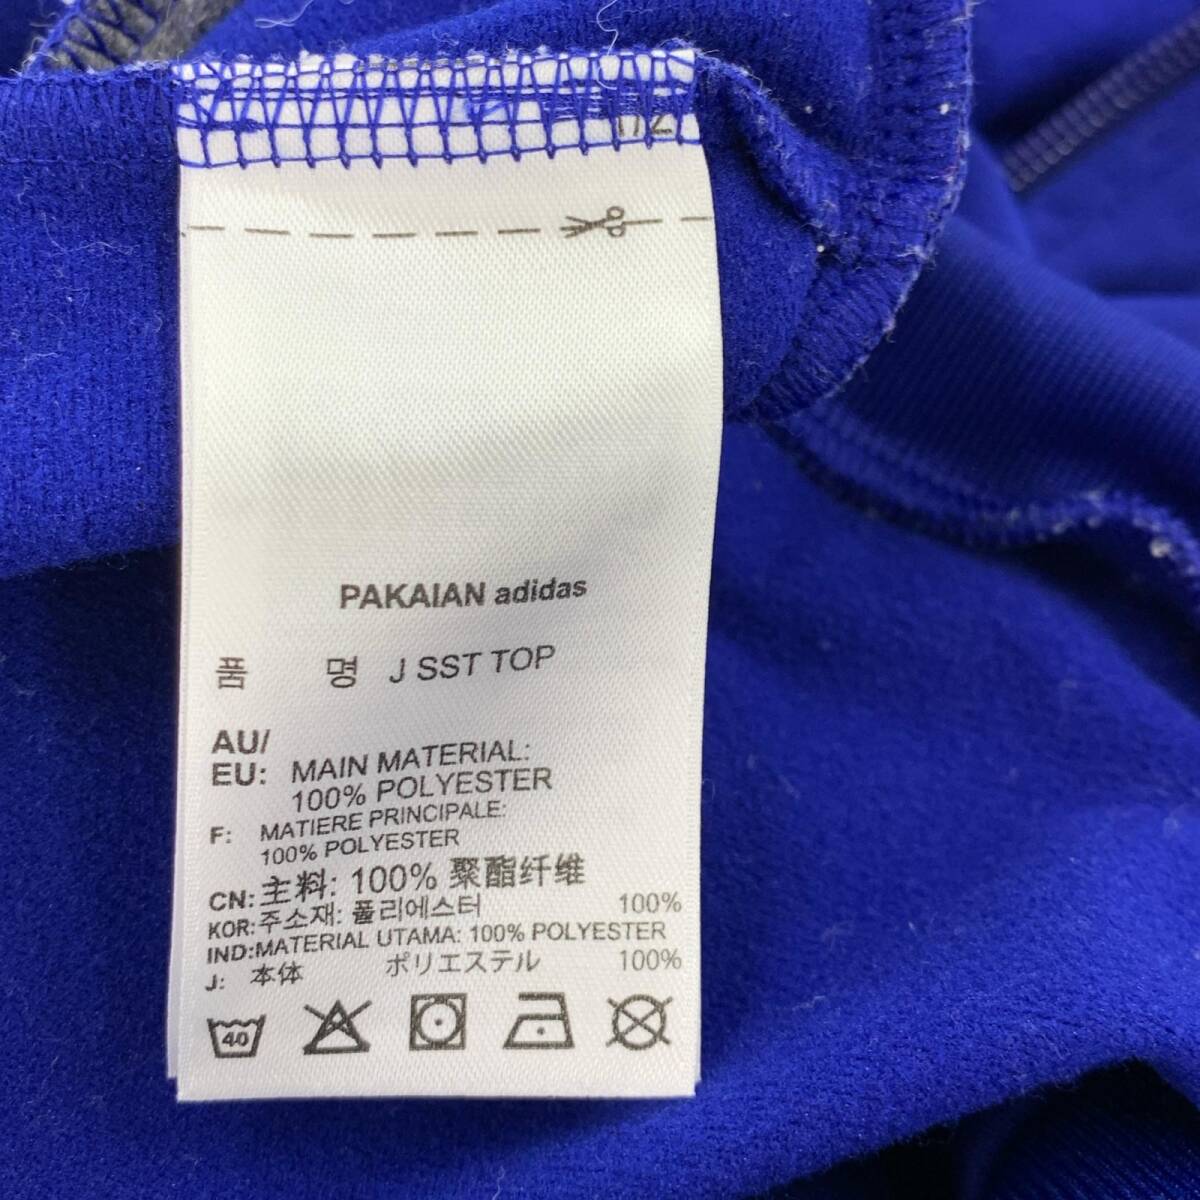 PAKAIAN adidas
품 명 J SST TOP
AU/
EU: MAIN MATERIAL:
100% POLYESTER
F: MATIERE PRINCIPALE:
100% POLYESTER
CN: 主料: 100% 聚酯纤维
KOR: 주소재: 폴리에스터 100%
IND: MATERIAL UTAMA: 100% POLYESTER
J: 本体 ポリエステル 100%
40